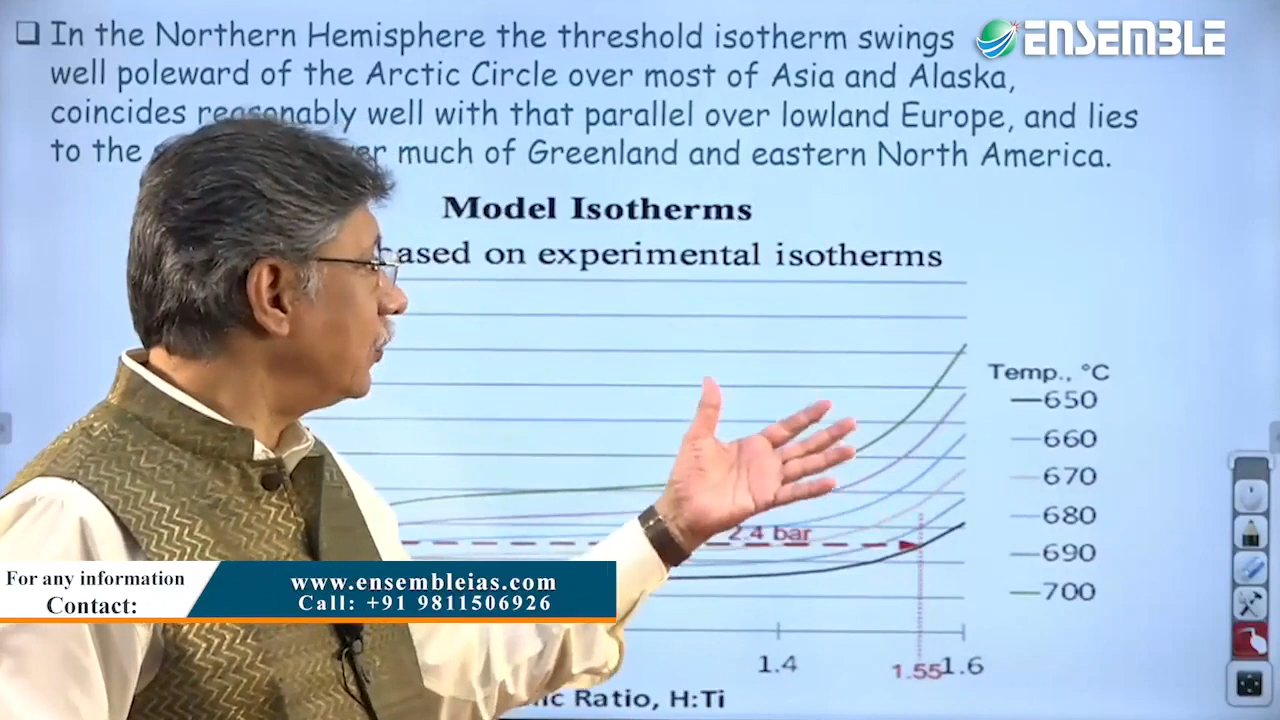 In the Northern Hemisphere the threshold isotherm swings
ENSEMBLE
well poleward of the Arctic Circle over most of Asia and Alaska,
coincides reasonably well with that parallel over lowland Europe, and lies
to the much of Greenland and eastern North America.
Model Isotherms
based on experimental isotherms
Temp., °C
650
660
670
680
690
700
2.4 bar
For any information
Contact:
www.ensembleias.com
Call: +91 9811506926
1.4
1.55
1.6
Ratio, H:Ti